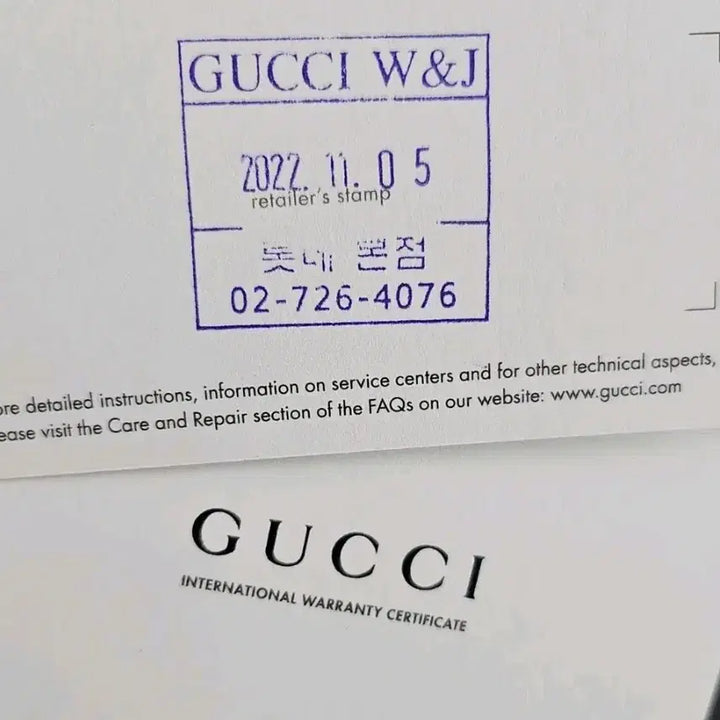 GUCCI W&J
2022. 11. 0 5
retailer's stamp
롯데 본점
02-726-4076
ore detailed instructions, information on service centers and for other technical aspects,
ease visit the Care and Repair section of the FAQs on our website: www.gucci.com
GUCCI
INTERNATIONAL WARRANTY CERTIFICATE